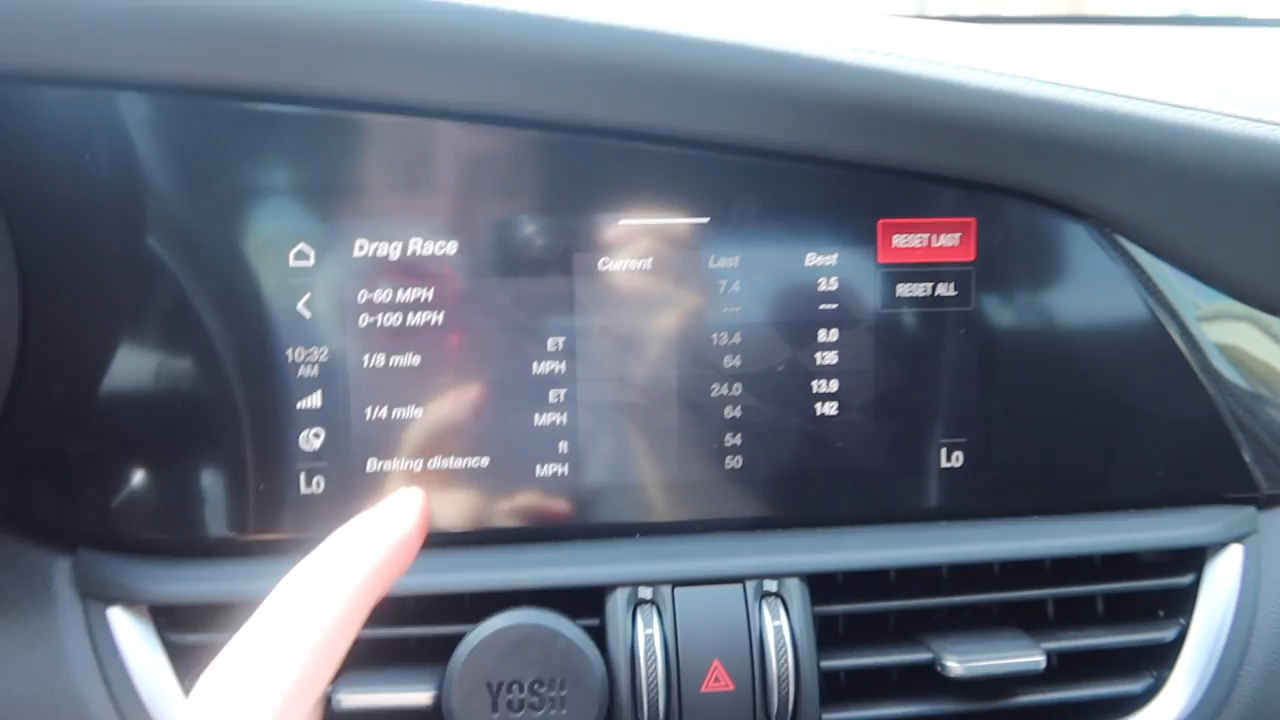 Drag Race
Current Last Best
0-60 MPH 7.4 3.5
0-100 MPH --- ---
1/8 mile ET 13.4 8.0
MPH 64 135
1/4 mile ET 24.0 13.9
MPH 64 142
Braking distance ft 54
MPH 50
RESET LAST
RESET ALL
10:32
AM
Lo
Lo
YOSH